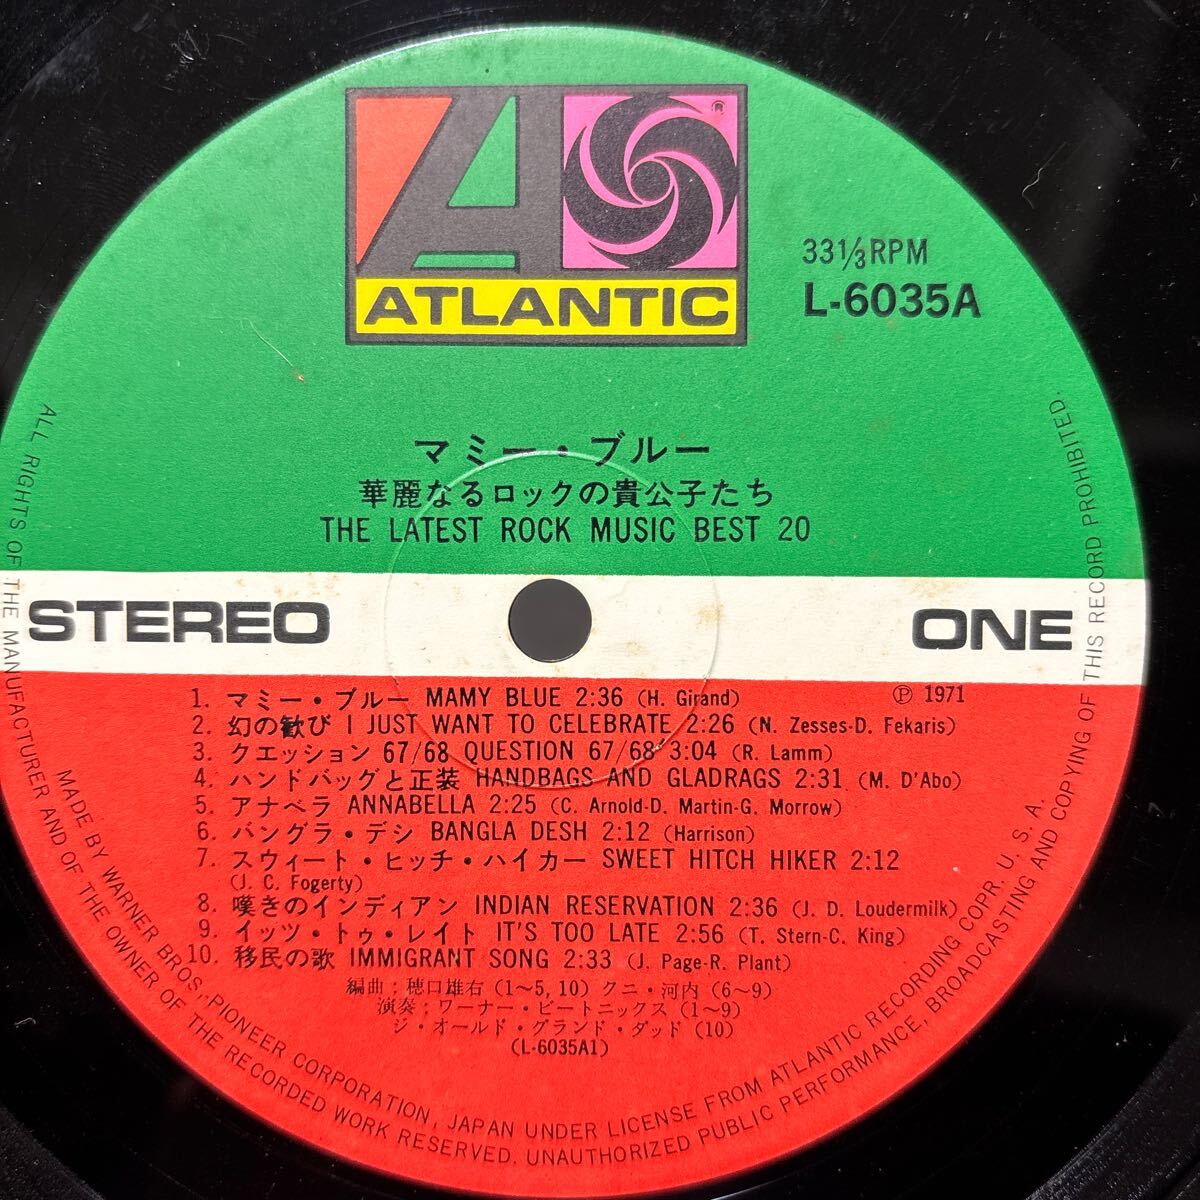 ATLANTIC
®
33 1/3 RPM
L-6035A
マミー・ブルー
華麗なるロックの貴公子たち
THE LATEST ROCK MUSIC BEST 20
STEREO
ONE
℗ 1971
1. マミー・ブルー MAMY BLUE 2:36 (H. Girand)
2. 幻の歓び I JUST WANT TO CELEBRATE 2:26 (N. Zesses-D. Fekaris)
3. クエッション 67/68 QUESTION 67/68 3:04 (R. Lamm)
4. ハンドバッグと正装 HANDBAGS AND GLADRAGS 2:31 (M. D'Abo)
5. アナベラ ANNABELLA 2:25 (C. Arnold-D. Martin-G. Morrow)
6. バングラ・デシ BANGLA DESH 2:12 (Harrison)
7. スウィート・ヒッチ・ハイカー SWEET HITCH HIKER 2:12
(J. C. Fogerty)
8. 嘆きのインディアン INDIAN RESERVATION 2:36 (J. D. Loudermilk)
9. イッツ・トゥ・レイト IT'S TOO LATE 2:56 (T. Stern-C. King)
10. 移民の歌 IMMIGRANT SONG 2:33 (J. Page-R. Plant)
編曲:穂口雄右(1〜5,10) クニ・河内(6〜9)
演奏:ワーナー・ビートニックス(1〜9)
ジ・オールド・グランド・ダッド(10)
(L-6035A1)
ALL RIGHTS OF THE MANUFACTURER AND OF THE OWNER OF THE RECORDED WORK RESERVED. UNAUTHORIZED PUBLIC PERFORMANCE, BROADCASTING AND COPYING OF THIS RECORD PROHIBITED.
MADE BY WARNER BROS., PIONEER CORPORATION, JAPAN UNDER LICENSE FROM ATLANTIC RECORDING CORP. U. S. A.